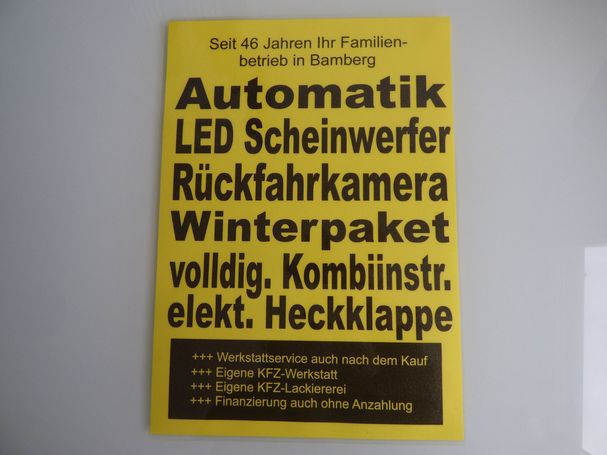 Seit 46 Jahren Ihr Familien-
betrieb in Bamberg
Automatik
LED Scheinwerfer
Rückfahrkamera
Winterpaket
volldig. Kombiinstr.
elekt. Heckklappe
+++ Werkstattservice auch nach dem Kauf
+++ Eigene KFZ-Werkstatt
+++ Eigene KFZ-Lackiererei
+++ Finanzierung auch ohne Anzahlung